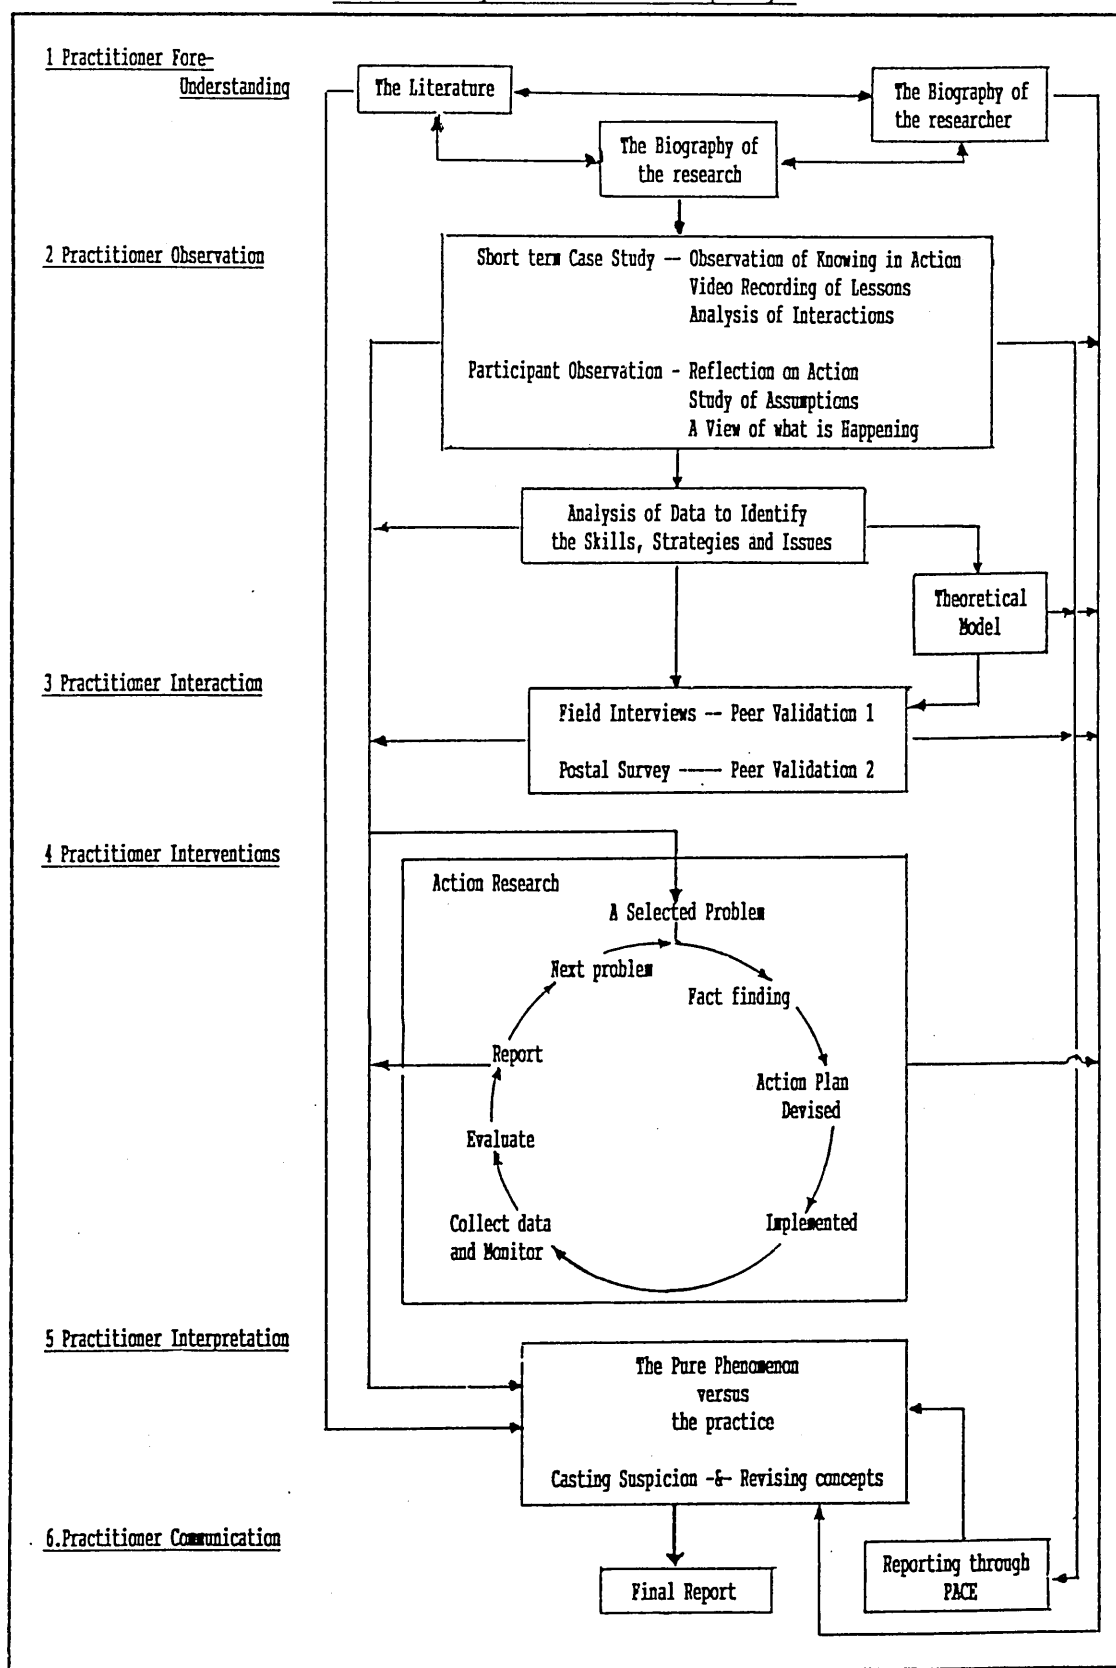 1 Practitioner Fore-
Understanding
The Literature
The Biography of
the researcher
The Biography of
the research
2 Practitioner Observation
Short term Case Study -- Observation of Knowing in Action
Video Recording of Lessons
Analysis of Interactions
Participant Observation - Reflection on Action
Study of Assumptions
A View of what is Happening
Analysis of Data to Identify
the Skills, Strategies and Issues
Theoretical
Model
3 Practitioner Interaction
Field Interviews -- Peer Validation 1
Postal Survey ---- Peer Validation 2
4 Practitioner Interventions
Action Research
A Selected Problem
Next problem
Fact finding
Report
Action Plan
Devised
Evaluate
Collect data
and Monitor
Implemented
5 Practitioner Interpretation
The Pure Phenomenon
versus
the practice
Casting Suspicion -&- Revising concepts
6.Practitioner Communication
Reporting through
PACE
Final Report